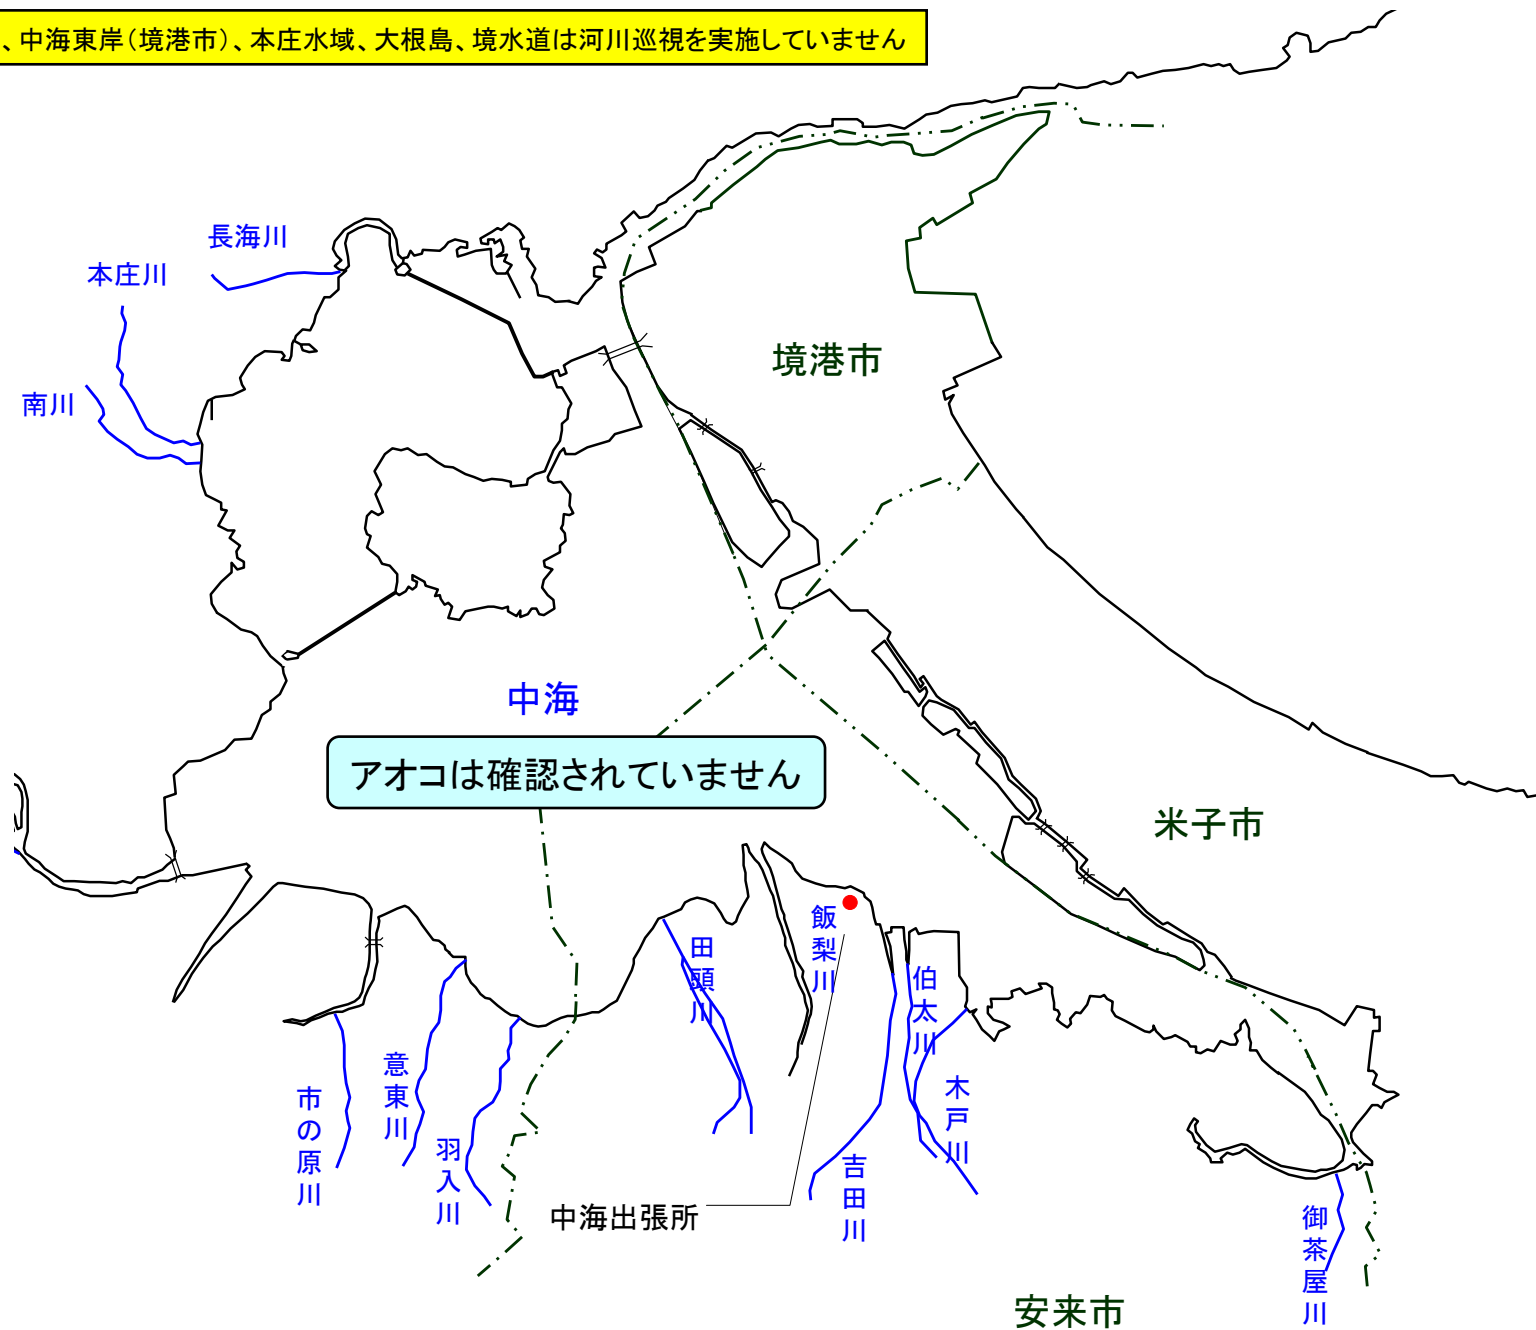 、中海東岸（境港市）、本庄水域、大根島、境水道は河川巡視を実施していません
長海川
本庄川
境港市
南川
中海
アオコは確認されていません
米子市
飯梨川
田頭川
伯太川
意東川
木戸川
市の原川
羽入川
吉田川
中海出張所
御茶屋川
安来市